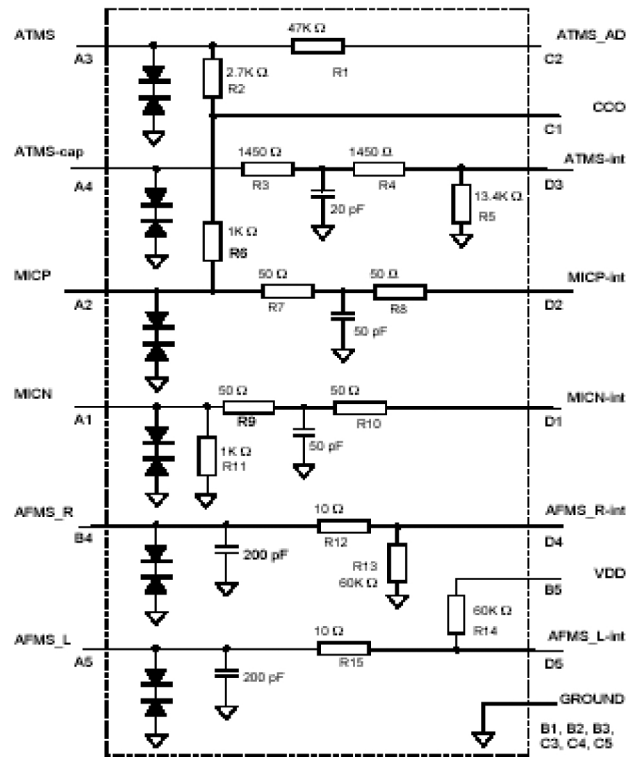 ATMS
47K Ω
ATMS_AD
A3
2.7K Ω
R2
R1
C2
CCO
C1
ATMS-cap
1450 Ω
1450 Ω
ATMS-int
A4
R3
R4
D3
20 pF
13.4K Ω
R5
1K Ω
R6
MICP
50 Ω
50 Ω
MICP-int
A2
R7
R8
D2
50 pF
MICN
50 Ω
50 Ω
MICN-int
A1
R9
R10
D1
1K Ω
R11
50 pF
AFMS_R
10 Ω
AFMS_R-int
B4
R12
D4
200 pF
R13
60K Ω
VDD
B5
60K Ω
R14
AFMS_L
10 Ω
AFMS_L-int
A5
R15
D5
200 pF
GROUND
B1, B2, B3,
C3, C4, C5